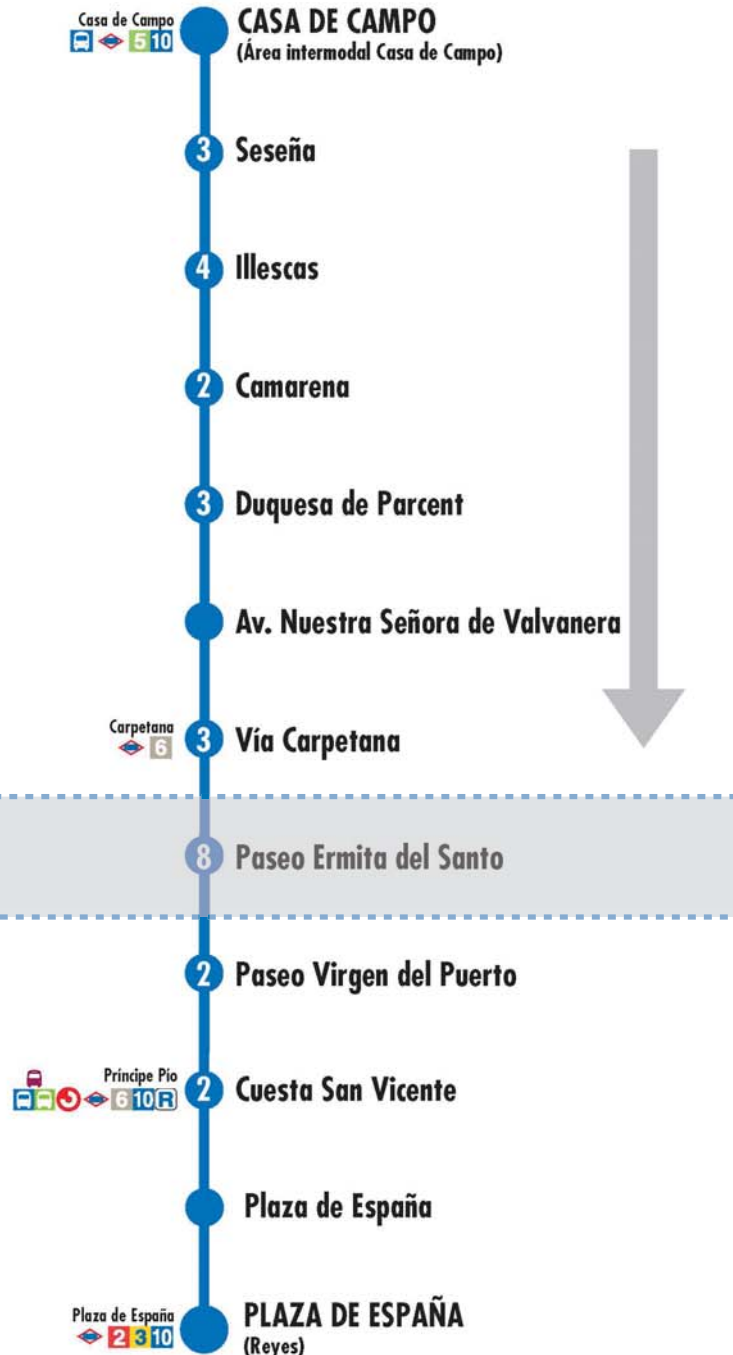 Casa de Campo
5 10
CASA DE CAMPO
(Área intermodal Casa de Campo)
3 Seseña
4 Illescas
2 Camarena
3 Duquesa de Parcent
Av. Nuestra Señora de Valvanera
Carpetana
6
3 Vía Carpetana
8 Paseo Ermita del Santo
2 Paseo Virgen del Puerto
Príncipe Pío
6 10 R
2 Cuesta San Vicente
Plaza de España
Plaza de España
2 3 10
PLAZA DE ESPAÑA
(Reyes)